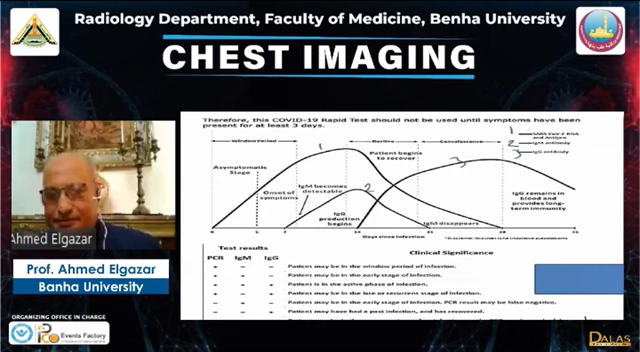 Radiology Department, Faculty of Medicine, Benha University
CHEST IMAGING
Therefore, this COVID-19 Rapid Test should not be used until symptoms have been
present for at least 3 days.
Window Period
Decline
Convalescence
1 SARS-CoV-2 RNA
and Antigen
2 IgM antibody
3 IgG antibody
Patient begins
to recover
Asymptomatic
Stage
Onset of
symptoms
IgM becomes
detectable
1
2
3
IgG
production
begins
IgM disappears
IgG remains in
blood and provides
long-term
immunity
Days since infection
Test results
Clinical Significance
PCR IgM IgG
+ - - Patient may be in the window period of infection.
+ + - Patient may be in the early stage of infection.
+ + + Patient is in the active phase of infection.
+ - + Patient may be in the late or recurrent stage of infection.
- + - Patient may be in the early stage of infection. PCR result may be false-negative.
- - + Patient may have had a past infection, and has recovered.
Ahmed Elgazar
Prof. Ahmed Elgazar
Benha University
ORGANIZING OFFICE IN CHARGE
Events Factory
DALAS